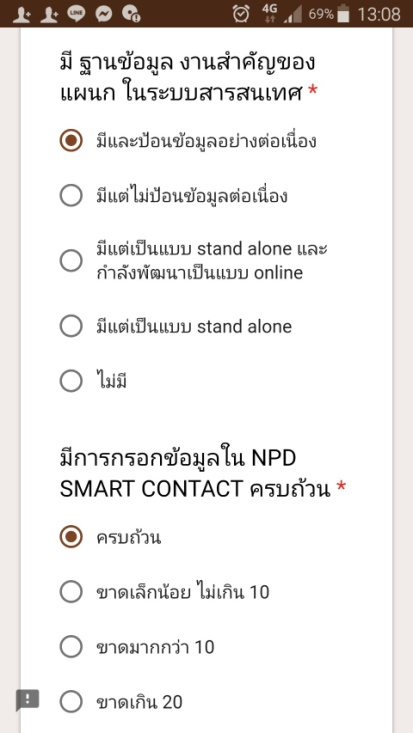 LINE 4G 69% 13:08
มี ฐานข้อมูล งานสำคัญของ
แผนก ในระบบสารสนเทศ *
มีและป้อนข้อมูลอย่างต่อเนื่อง
มีแต่ไม่ป้อนข้อมูลต่อเนื่อง
มีแต่เป็นแบบ stand alone และ
กำลังพัฒนาเป็นแบบ online
มีแต่เป็นแบบ stand alone
ไม่มี
มีการกรอกข้อมูลใน NPD
SMART CONTACT ครบถ้วน *
ครบถ้วน
ขาดเล็กน้อย ไม่เกิน 10
ขาดมากกว่า 10
ขาดเกิน 20